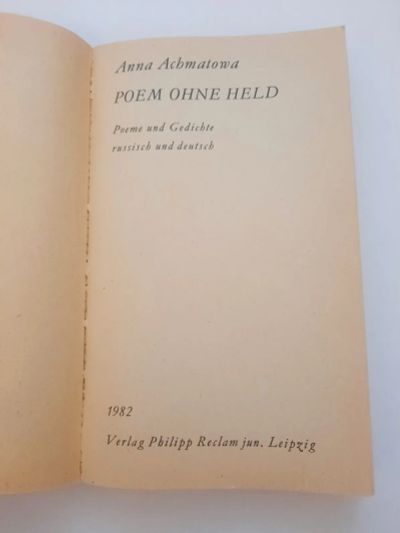 Anna Achmatowa
POEM OHNE HELD
Poeme und Gedichte
russisch und deutsch
1982
Verlag Philipp Reclam jun. Leipzig